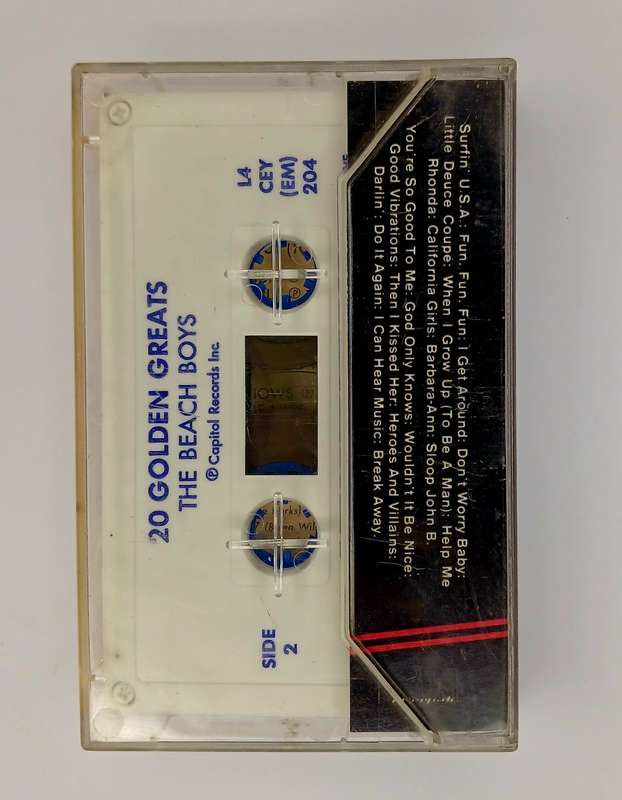 20 GOLDEN GREATS
THE BEACH BOYS
℗ Capitol Records Inc.
L4
CEY
(EM)
204
SIDE
2
Surfin' U.S.A.: Fun, Fun, Fun: I Get Around: Don't Worry Baby:
Little Deuce Coupe: When I Grow Up (To Be A Man): Help Me
Rhonda: California Girls: Barbara-Ann: Sloop John B.
You're So Good To Me: God Only Knows: Wouldn't It Be Nice:
Good Vibrations: Then I Kissed Her: Heroes And Villains:
Darlin': Do It Again: I Can Hear Music: Break Away.